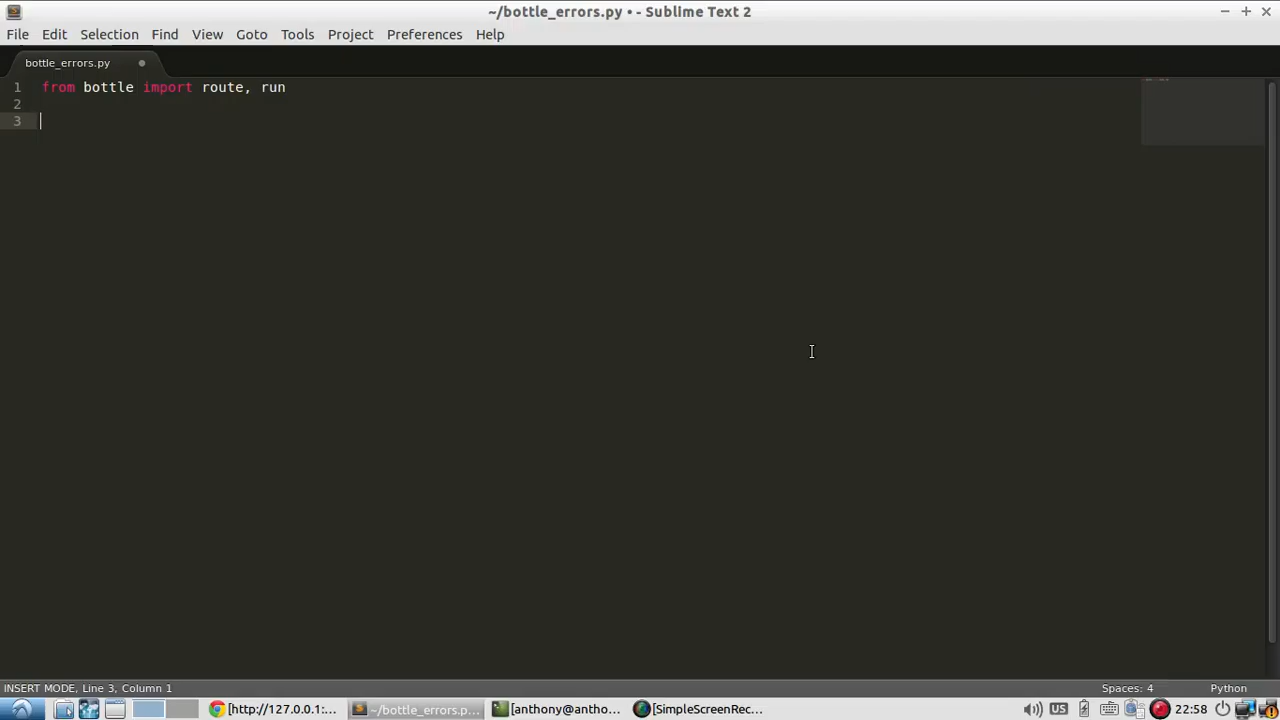 ~/bottle_errors.py • - Sublime Text 2
File Edit Selection Find View Goto Tools Project Preferences Help
bottle_errors.py
1 from bottle import route, run
2
3
INSERT MODE, Line 3, Column 1 Spaces: 4 Python
[http://127.0.0.1:... ~/bottle_errors.p... [anthony@antho... [SimpleScreenRec... US 22:58